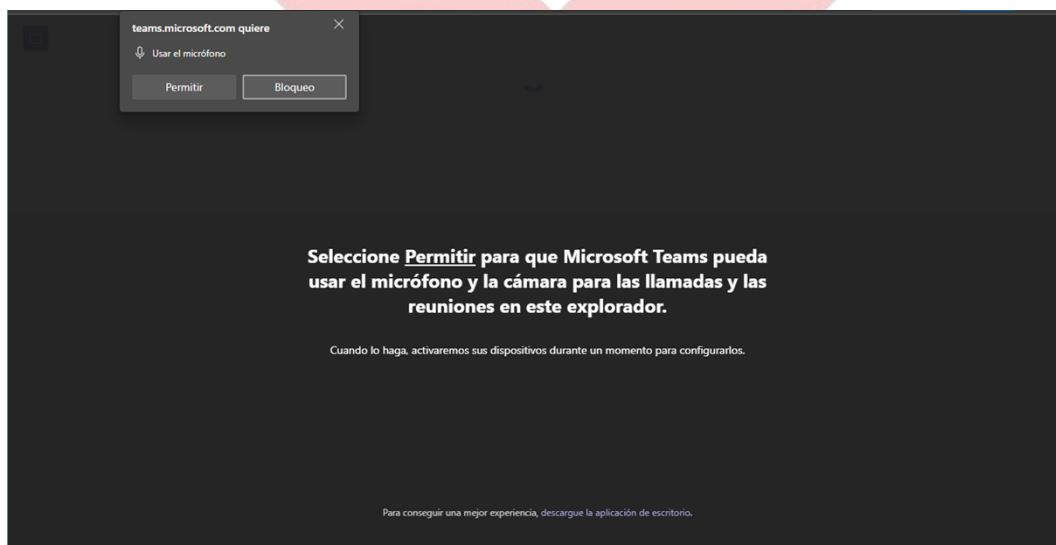 teams.microsoft.com quiere
Usar el micrófono
Permitir Bloqueo
Seleccione Permitir para que Microsoft Teams pueda
usar el micrófono y la cámara para las llamadas y las
reuniones en este explorador.
Cuando lo haga, activaremos sus dispositivos durante un momento para configurarlos.
Para conseguir una mejor experiencia, descargue la aplicación de escritorio.